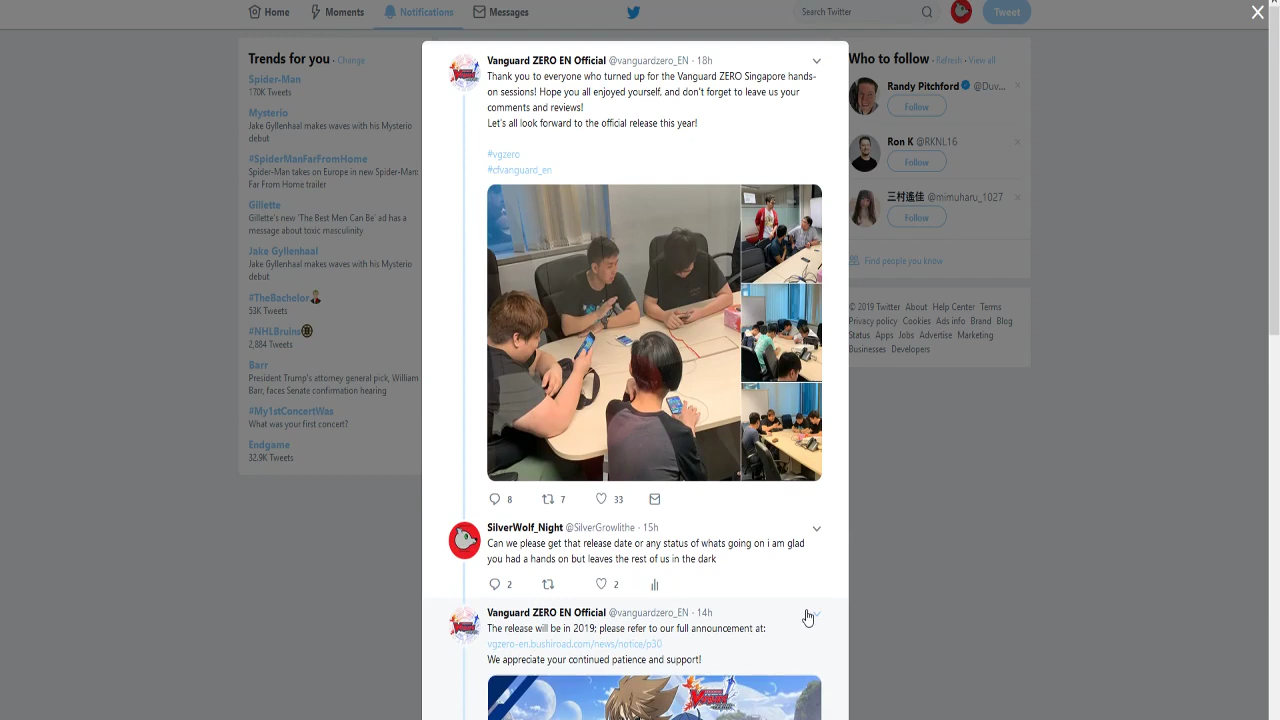 Home
Moments
Notifications
Messages
Search Twitter
Tweet
Trends for you · Change
Spider-Man
170K Tweets
Mysterio
Jake Gyllenhaal makes waves with his Mysterio
debut
#SpiderManFarFromHome
Spider-Man takes on Europe in new Spider-Man:
Far From Home trailer
Gillette
Gillette's new 'The Best Men Can Be' ad has a
message about toxic masculinity
Jake Gyllenhaal
Jake Gyllenhaal makes waves with his Mysterio
debut
#TheBachelor
53K Tweets
#NHLBruins
2,884 Tweets
Barr
President Trump's attorney general pick, William
Barr, faces Senate confirmation hearing
#My1stConcertWas
What was your first concert?
Endgame
32.9K Tweets
Vanguard ZERO EN Official @vanguardzero_EN · 18h
Thank you to everyone who turned up for the Vanguard ZERO Singapore hands-
on sessions! Hope you all enjoyed yourself, and don't forget to leave us your
comments and reviews!
Let's all look forward to the official release this year!
#vgzero
#cfvanguard_en
8 7 33
SilverWolf_Night @SilverGrowlithe · 15h
Can we please get that release date or any status of whats going on i am glad
you had a hands on but leaves the rest of us in the dark
2 2
Vanguard ZERO EN Official @vanguardzero_EN · 14h
The release will be in 2019; please refer to our full announcement at:
vgzero-en.bushiroad.com/news/notice/p30
We appreciate your continued patience and support!
VANGUARD
Who to follow · Refresh · View all
Randy Pitchford @Duv...
Follow
Ron K @RKNL16
Follow
三村遙佳 @mimuharu_1027
Follow
Find people you know
© 2019 Twitter About Help Center Terms
Privacy policy Cookies Ads info Brand Blog
Status Apps Jobs Advertise Marketing
Businesses Developers